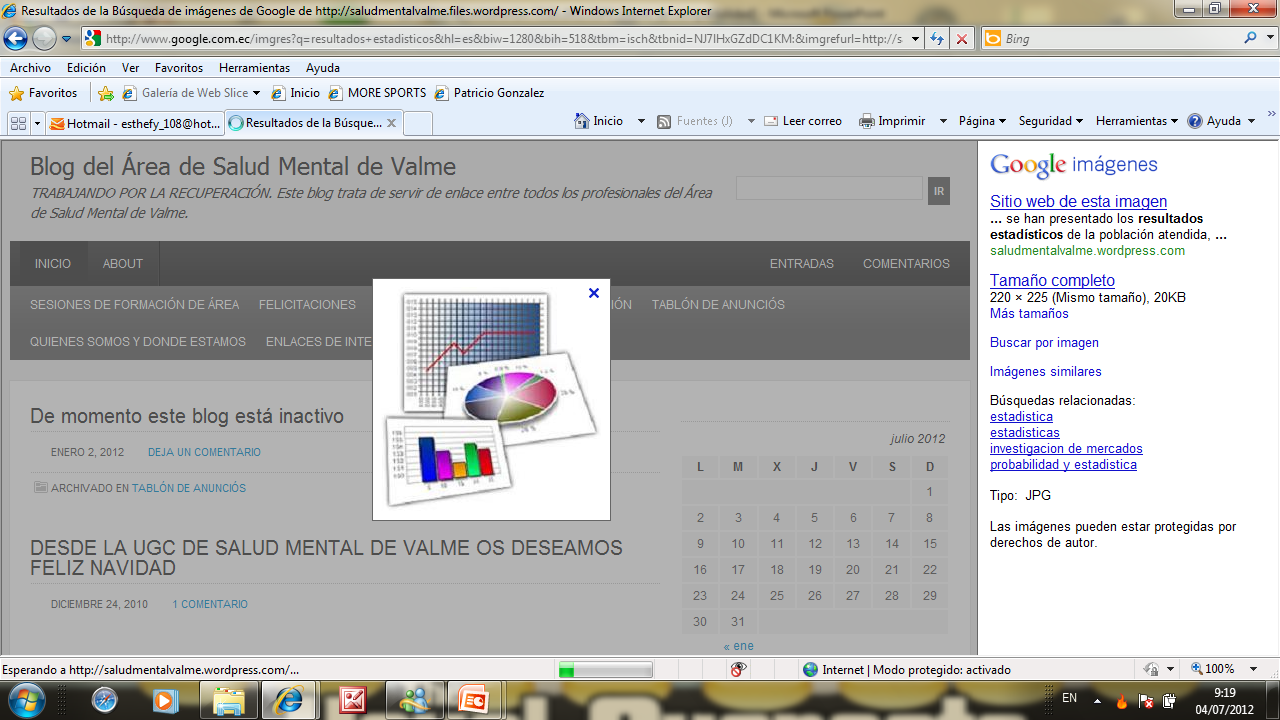 Resultados de la Búsqueda de imágenes de Google de http://saludmentalvalme.files.wordpress.com/ - Windows Internet Explorer
http://www.google.com.ec/imgres?q=resultados+estadisticos&hl=es&biw=1280&bih=518&tbm=isch&tbnid=NJ7IHxGZdDC1KM:&imgrefurl=http://s
Bing
Archivo Edición Ver Favoritos Herramientas Ayuda
Favoritos Galería de Web Slice Inicio MORE SPORTS Patricio Gonzalez
Hotmail - esthefy_108@hot... Resultados de la Búsque... Inicio Fuentes (J) Leer correo Imprimir Página Seguridad Herramientas Ayuda
Blog del Área de Salud Mental de Valme
TRABAJANDO POR LA RECUPERACIÓN. Este blog trata de servir de enlace entre todos los profesionales del Área
de Salud Mental de Valme.
IR
INICIO ABOUT ENTRADAS COMENTARIOS
SESIONES DE FORMACIÓN DE ÁREA FELICITACIONES IÓN TABLÓN DE ANUNCIÓS
QUIENES SOMOS Y DONDE ESTAMOS ENLACES DE INTE
De momento este blog está inactivo
ENERO 2, 2012 DEJA UN COMENTARIO
ARCHIVADO EN TABLÓN DE ANUNCIÓS
DESDE LA UGC DE SALUD MENTAL DE VALME OS DESEAMOS
FELIZ NAVIDAD
DICIEMBRE 24, 2010 1 COMENTARIO
julio 2012
L M X J V S D
1
2 3 4 5 6 7 8
9 10 11 12 13 14 15
16 17 18 19 20 21 22
23 24 25 26 27 28 29
30 31
« ene
Google imágenes
Sitio web de esta imagen
... se han presentado los resultados
estadísticos de la población atendida, ...
saludmentalvalme.wordpress.com
Tamaño completo
220 × 225 (Mismo tamaño), 20KB
Más tamaños
Buscar por imagen
Imágenes similares
Búsquedas relacionadas:
estadistica
estadisticas
investigacion de mercados
probabilidad y estadistica
Tipo: JPG
Las imágenes pueden estar protegidas por
derechos de autor.
Esperando a http://saludmentalvalme.wordpress.com/... Internet | Modo protegido: activado 100%
EN 9:19
04/07/2012